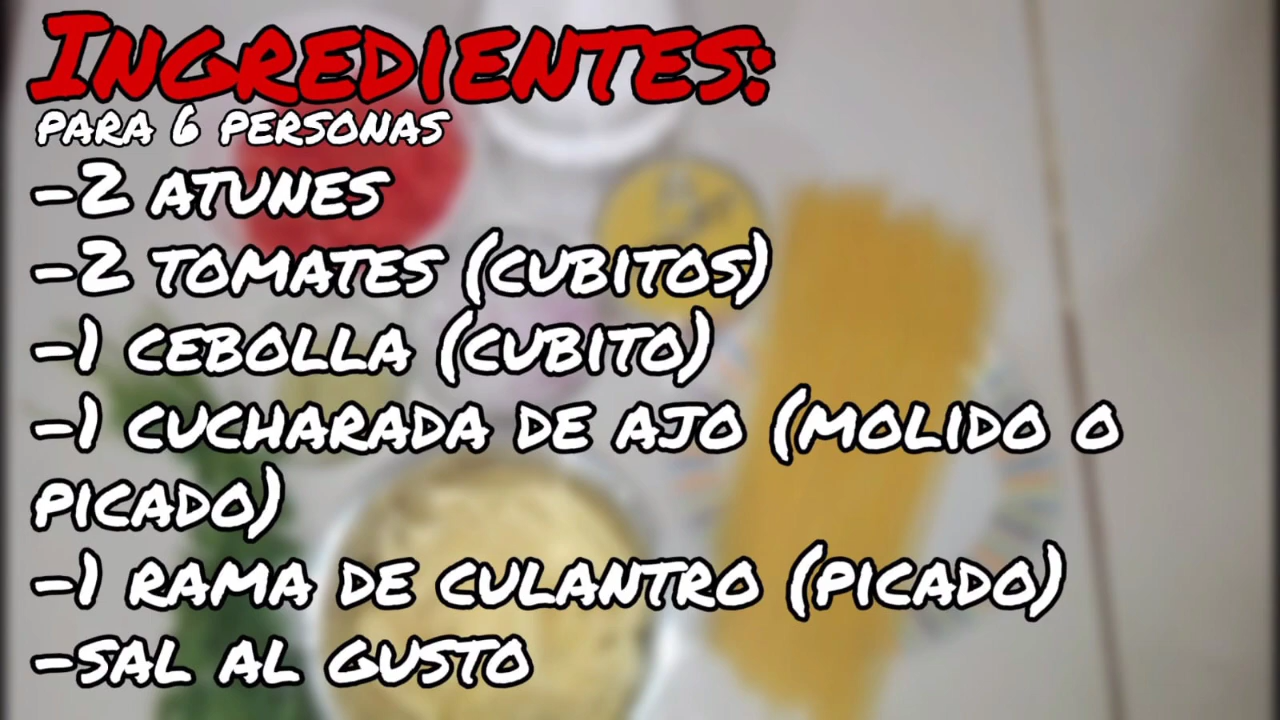 INGREDIENTES:
PARA 6 PERSONAS
-2 ATUNES
-2 TOMATES (CUBITOS)
-1 CEBOLLA (CUBITO)
-1 CUCHARADA DE AJO (MOLIDO O
PICADO)
-1 RAMA DE CULANTRO (PICADO)
-SAL AL GUSTO